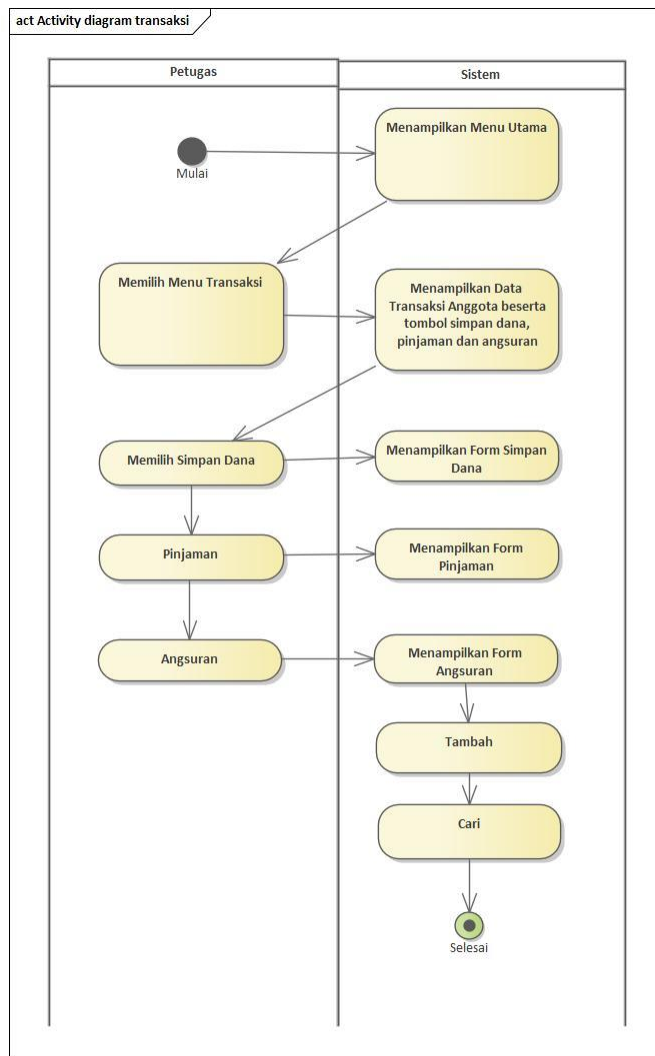 act Activity diagram transaksi
Petugas
Sistem
Mulai
Menampilkan Menu Utama
Memilih Menu Transaksi
Menampilkan Data
Transaksi Anggota beserta
tombol simpan dana,
pinjaman dan angsuran
Memilih Simpan Dana
Menampilkan Form Simpan
Dana
Pinjaman
Menampilkan Form
Pinjaman
Angsuran
Menampilkan Form
Angsuran
Tambah
Cari
Selesai